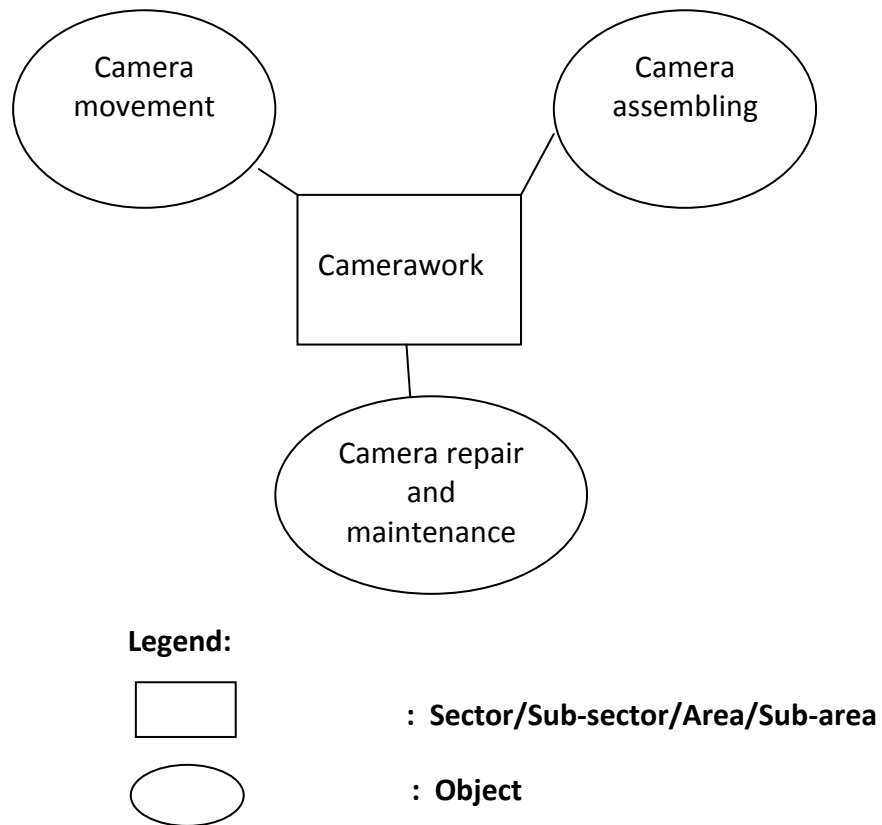 Camera
movement
Camera
assembling
Camerawork
Camera repair
and
maintenance
Legend:
: Sector/Sub-sector/Area/Sub-area
: Object